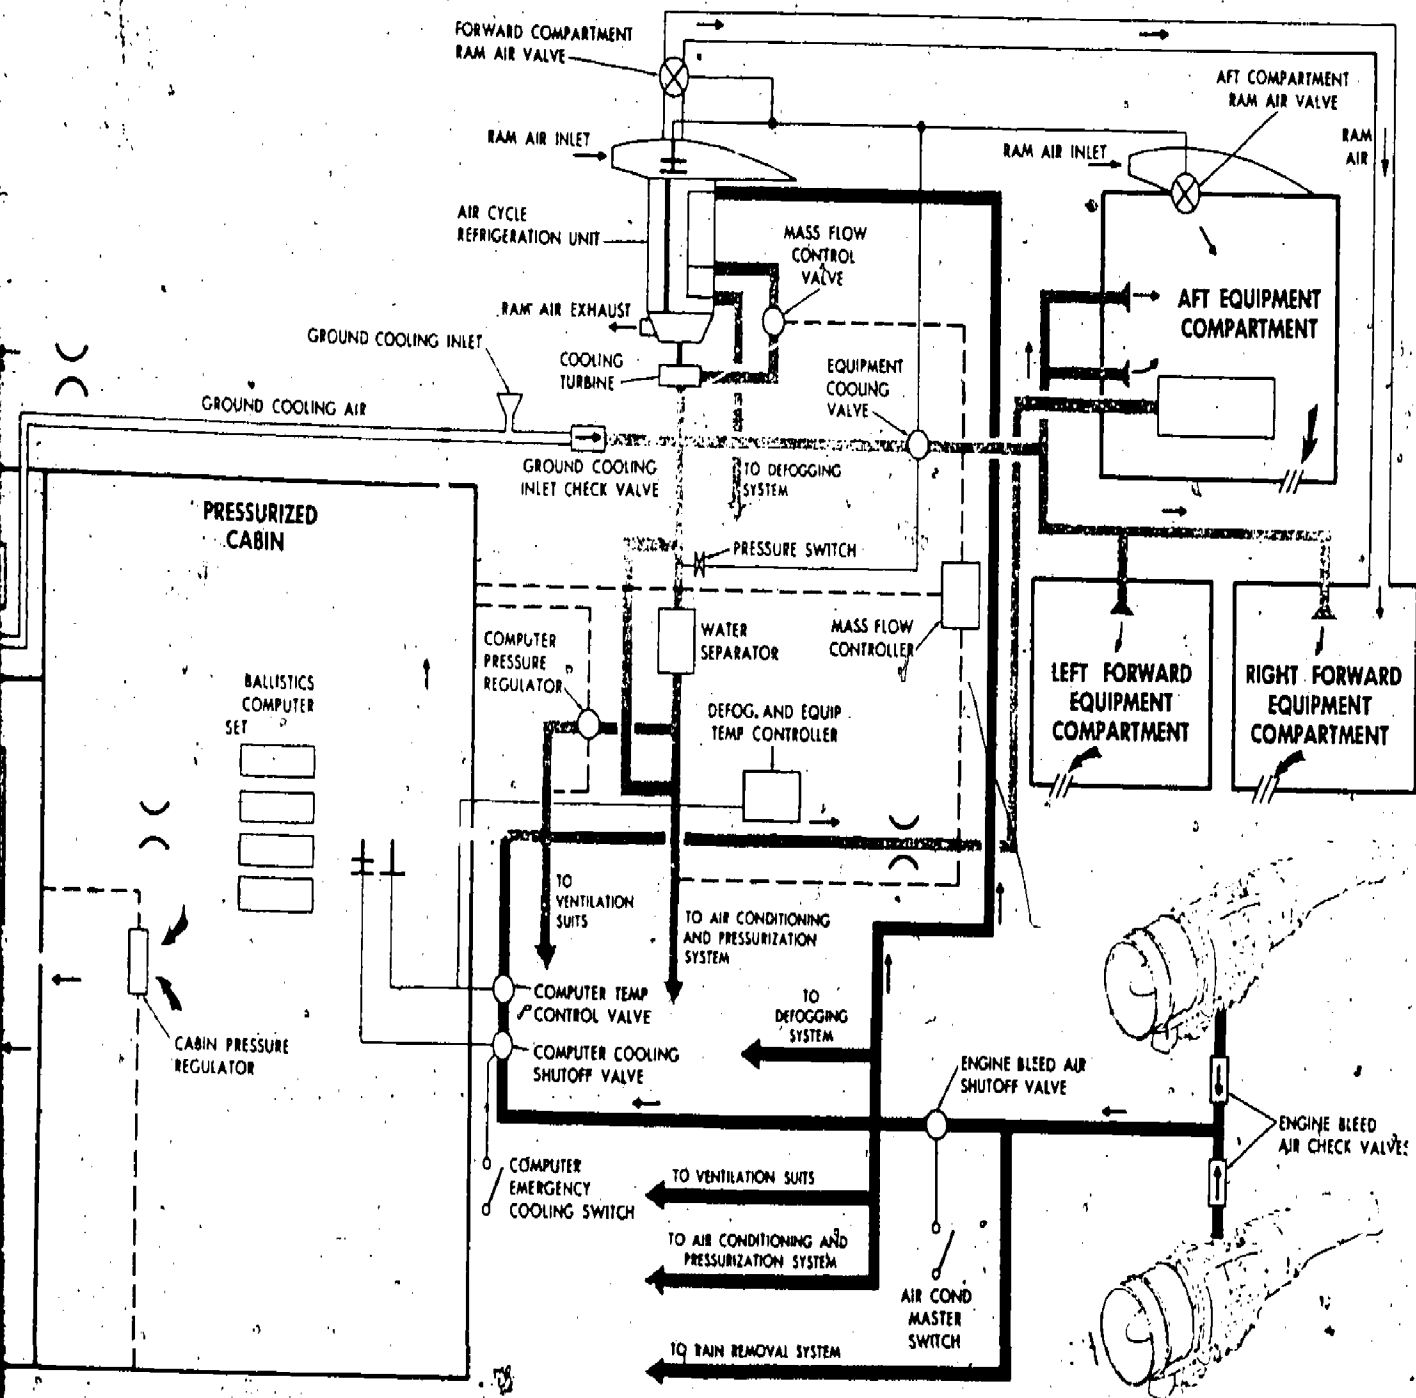 FORWARD COMPARTMENT
RAM AIR VALVE
AFT COMPARTMENT
RAM AIR VALVE
RAM AIR INLET
RAM AIR INLET
RAM
AIR
AIR CYCLE
REFRIGERATION UNIT
MASS FLOW
CONTROL
VALVE
RAM AIR EXHAUST
AFT EQUIPMENT
COMPARTMENT
GROUND COOLING INLET
COOLING
TURBINE
EQUIPMENT
COOLING
VALVE
GROUND COOLING AIR
GROUND COOLING
INLET CHECK VALVE
TO DEFOGGING
SYSTEM
PRESSURIZED
CABIN
PRESSURE SWITCH
COMPUTER
PRESSURE
REGULATOR
WATER
SEPARATOR
MASS FLOW
CONTROLLER
LEFT FORWARD
EQUIPMENT
COMPARTMENT
RIGHT FORWARD
EQUIPMENT
COMPARTMENT
BALLISTICS
COMPUTER
SET
DEFOG. AND EQUIP
TEMP CONTROLLER
TO
VENTILATION
SUITS
TO AIR CONDITIONING
AND PRESSURIZATION
SYSTEM
COMPUTER TEMP
CONTROL VALVE
TO
DEFOGGING
SYSTEM
CABIN PRESSURE
REGULATOR
COMPUTER COOLING
SHUTOFF VALVE
ENGINE BLEED AIR
SHUTOFF VALVE
ENGINE BLEED
AIR CHECK VALVES
COMPUTER
EMERGENCY
COOLING SWITCH
TO VENTILATION SUITS
TO AIR CONDITIONING AND
PRESSURIZATION SYSTEM
AIR COND
MASTER
SWITCH
TO RAIN REMOVAL SYSTEM